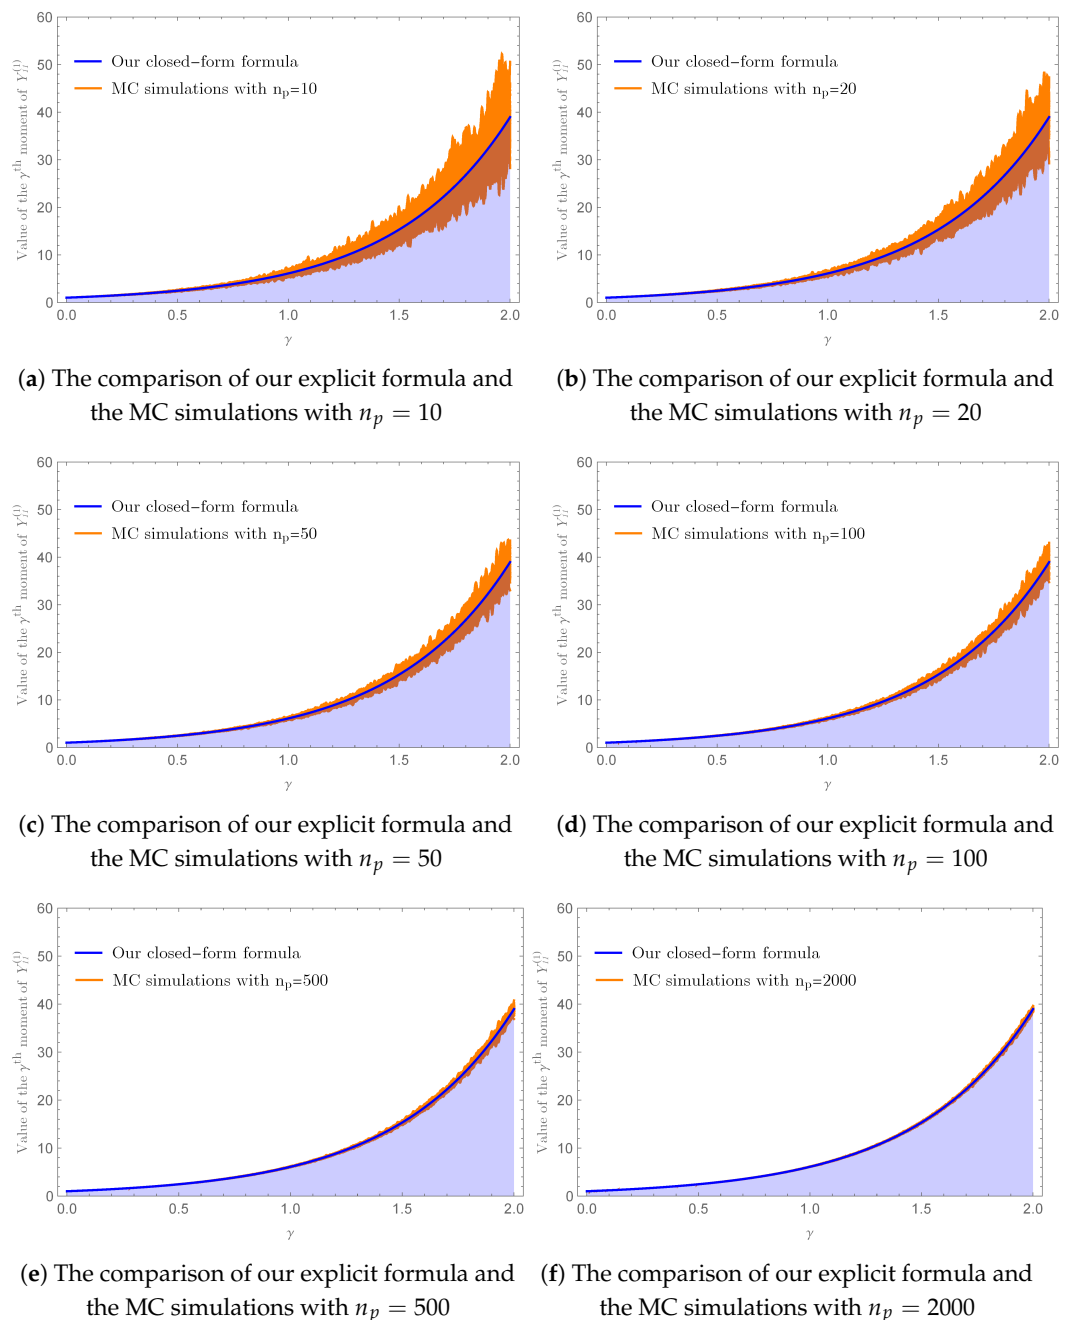 60
50
40
30
20
10
0
Value of the γth moment of Y11(1)
Our closed−form formula
MC simulations with np=10
0.0 0.5 1.0 1.5 2.0
γ
(a) The comparison of our explicit formula and
the MC simulations with np = 10
60
50
40
30
20
10
0
Value of the γth moment of Y11(1)
Our closed−form formula
MC simulations with np=20
0.0 0.5 1.0 1.5 2.0
γ
(b) The comparison of our explicit formula and
the MC simulations with np = 20
60
50
40
30
20
10
0
Value of the γth moment of Y11(1)
Our closed−form formula
MC simulations with np=50
0.0 0.5 1.0 1.5 2.0
γ
(c) The comparison of our explicit formula and
the MC simulations with np = 50
60
50
40
30
20
10
0
Value of the γth moment of Y11(1)
Our closed−form formula
MC simulations with np=100
0.0 0.5 1.0 1.5 2.0
γ
(d) The comparison of our explicit formula and
the MC simulations with np = 100
60
50
40
30
20
10
0
Value of the γth moment of Y11(1)
Our closed−form formula
MC simulations with np=500
0.0 0.5 1.0 1.5 2.0
γ
(e) The comparison of our explicit formula and
the MC simulations with np = 500
60
50
40
30
20
10
0
Value of the γth moment of Y11(1)
Our closed−form formula
MC simulations with np=2000
0.0 0.5 1.0 1.5 2.0
γ
(f) The comparison of our explicit formula and
the MC simulations with np = 2000